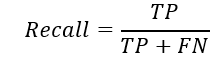 Recall = TP / TP + FN